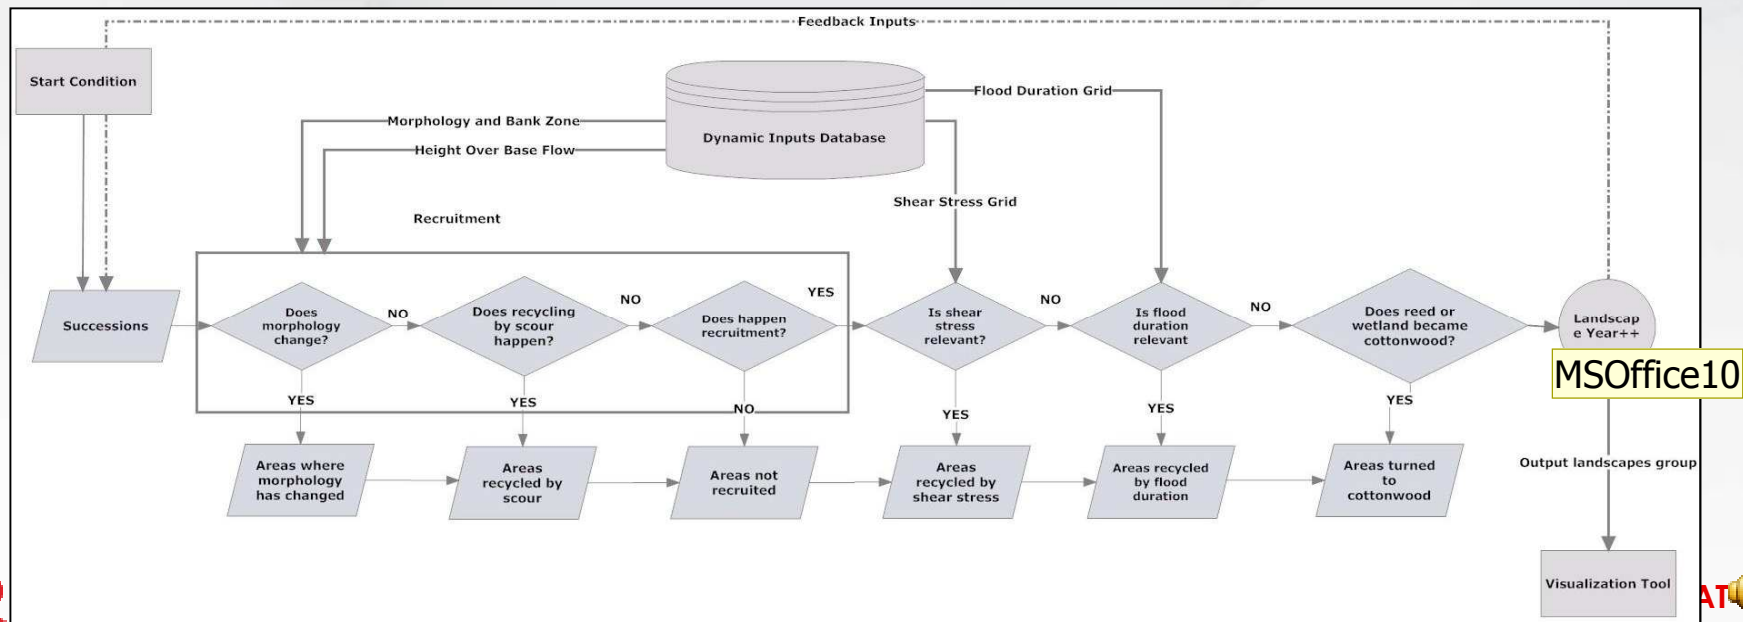 Feedback Inputs
Start Condition
Flood Duration Grid
Morphology and Bank Zone
Dynamic Inputs Database
Height Over Base Flow
Shear Stress Grid
Recruitment
Successions
Does
morphology
change?
NO
Does recycling
by scour
happen?
NO
Does happen
recruitment?
YES
Is shear
stress
relevant?
NO
Is flood
duration
relevant
NO
Does reed or
wetland became
cottonwood?
Landscap
e Year++
MSOffice10
YES
YES
NO
YES
YES
YES
Areas where
morphology
has changed
Areas
recycled by
scour
Areas not
recruited
Areas
recycled by
shear stress
Areas recycled
by flood
duration
Areas turned
to
cottonwood
Output landscapes group
Visualization Tool
AT